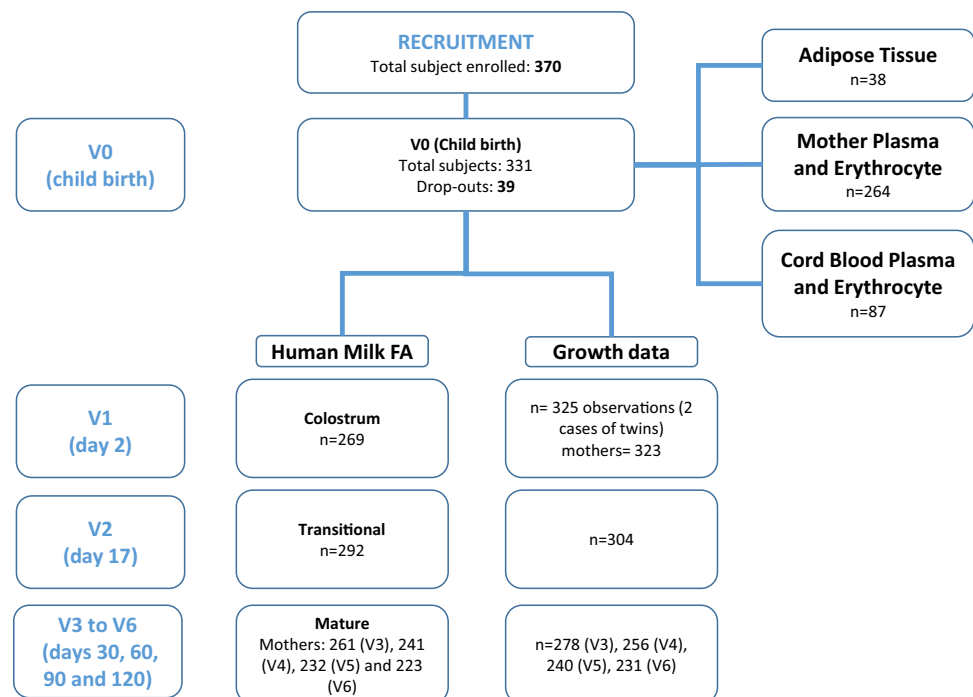 RECRUITMENT
Total subject enrolled: 370
Adipose Tissue
n=38
V0
(child birth)
V0 (Child birth)
Total subjects: 331
Drop-outs: 39
Mother Plasma
and Erythrocyte
n=264
Cord Blood Plasma
and Erythrocyte
n=87
Human Milk FA
Growth data
V1
(day 2)
Colostrum
n=269
n= 325 observations (2
cases of twins)
mothers= 323
V2
(day 17)
Transitional
n=292
n=304
V3 to V6
(days 30, 60,
90 and 120)
Mature
Mothers: 261 (V3), 241
(V4), 232 (V5) and 223
(V6)
n=278 (V3), 256 (V4),
240 (V5), 231 (V6)